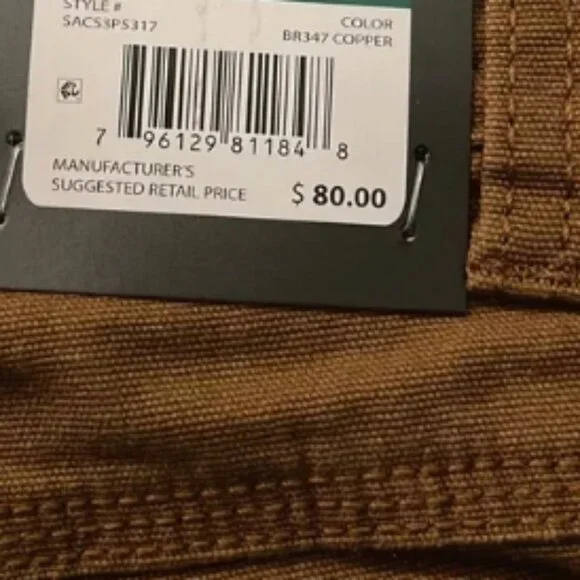 STYLE #
SACS3PS317
COLOR
BR347 COPPER
7 96129 81184 8
MANUFACTURER'S
SUGGESTED RETAIL PRICE
$ 80.00